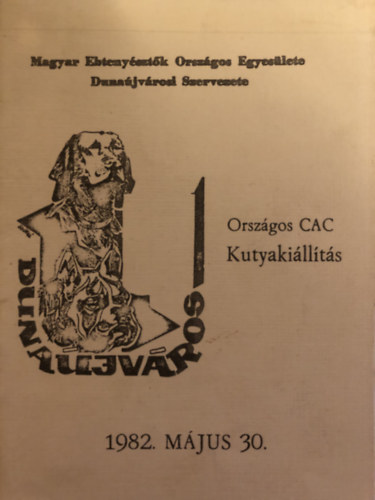 Magyar Ebtenyésztők Országos Egyesülete
Dunaújvárosi Szervezete
Országos CAC
Kutyakiállítás
DUNAÚJVÁROS
1982. MÁJUS 30.